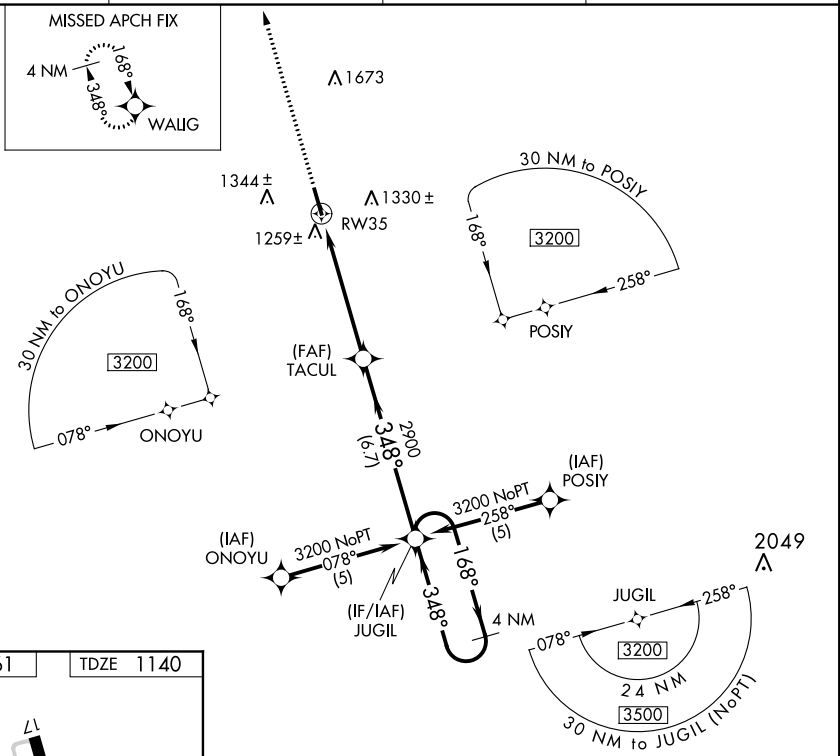 MISSED APCH FIX
4 NM
168°
348°
WALIG
1673
1344 ±
1330 ±
1259±
RW35
30 NM to POSIY
168°
3200
258°
POSIY
30 NM to ONOYU
168°
3200
078°
ONOYU
(FAF)
TACUL
348°
2900
(6.7)
(IAF)
POSIY
3200 NoPT
258°
(5)
(IAF)
ONOYU
3200 NoPT
078°
(5)
(IF/IAF)
JUGIL
348°
168°
4 NM
2049
JUGIL
078°
258°
3200
24 NM
3500
30 NM to JUGIL (NoPT)
TDZE 1140
17